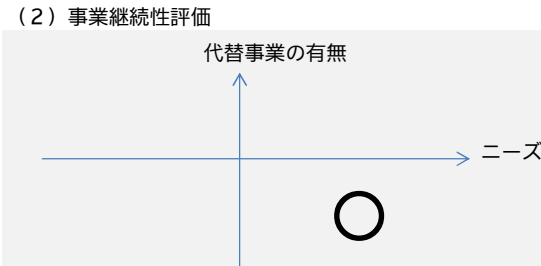 （２）事業継続性評価
代替事業の有無
ニーズ